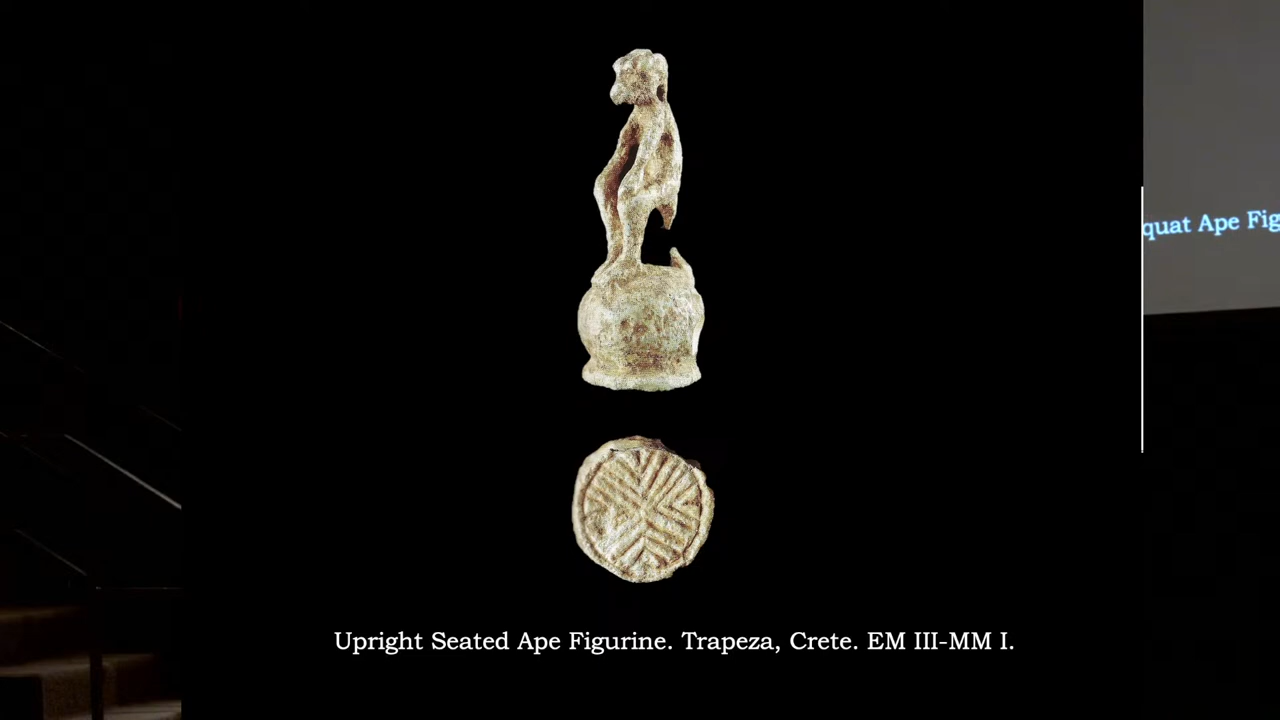 Upright Seated Ape Figurine. Trapeza, Crete. EM III-MM I.
quat Ape Fig